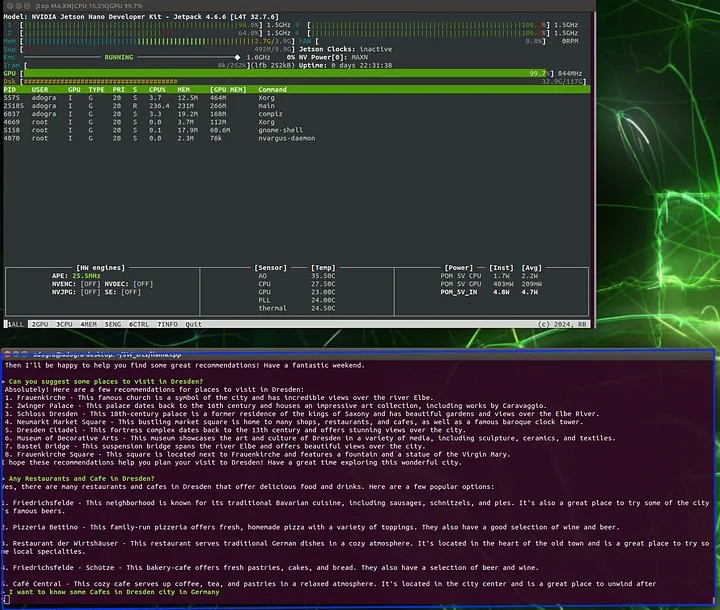 jtop MAXN|CPU 15.5%|GPU 99.7%
Model: NVIDIA Jetson Nano Developer Kit - Jetpack 4.6.6 [L4T 32.7.6]
1 [ 98.0%] 1.5GHz 3 [ 100. %] 1.5GHz
2 [ 64.0%] 1.5GHz 4 [ 100. %] 1.5GHz
Mem [ 2.7G/3.9G] FAN [ 0.0%] 0RPM
Swp [ 492M/9.9G] Jetson Clocks: inactive
Emc RUNNING 1.6GHz 0% NV Power[0]: MAXN
Iram [ 0k/252k](lfb 252kB) Uptime: 0 days 22:31:38
GPU [ 99.7%] 844MHz
Dsk [ 32.9G/117G]
PID USER GPU TYPE PRI S CPU% MEM [GPU MEM] Command
5575 adogra I G 20 S 3.7 12.5M 464M Xorg
25185 adogra I G 20 R 236.4 231M 266M main
6037 adogra I G 20 S 3.3 19.2M 168M compiz
4669 root I G 20 S 0.0 3.7M 112M Xorg
5158 root I G 20 S 0.1 17.9M 60.6M gnome-shell
4070 root I G 20 S 0.0 2.3M 76k nvargus-daemon
[HW engines] [Sensor] [Temp] [Power] [Inst] [Avg]
APE: 25.5MHz AO 35.50C POM_5V_CPU 1.7W 2.2W
NVENC: [OFF] NVDEC: [OFF] CPU 27.50C POM_5V_GPU 403mW 209mW
NVJPG: [OFF] SE: [OFF] GPU 23.00C POM_5V_IN 4.8W 4.7W
PLL 24.00C
thermal 24.50C
1ALL 2GPU 3CPU 4MEM 5ENG 6CTRL 7INFO Quit (c) 2024, RB
Then I'll be happy to help you find some great recommendations! Have a fantastic weekend.
> Can you suggest some places to visit in Dresden?
Absolutely! Here are a few recommendations for places to visit in Dresden:
1. Frauenkirche - This famous church is a symbol of the city and has incredible views over the river Elbe.
2. Zwinger Palace - This palace dates back to the 16th century and houses an impressive art collection, including works by Caravaggio.
3. Schloss Dresden - This 18th-century palace is a former residence of the kings of Saxony and has beautiful gardens and views over the Elbe River.
4. Neumarkt Market Square - This bustling market square is home to many shops, restaurants, and cafes, as well as a famous baroque clock tower.
5. Dresden Citadel - This fortress complex dates back to the 13th century and offers stunning views over the city.
6. Museum of Decorative Arts - This museum showcases the art and culture of Dresden in a variety of media, including sculpture, ceramics, and textiles.
7. Bastei Bridge - This suspension bridge spans the river Elbe and offers beautiful views over the city.
8. Frauenkirche Square - This square is located next to Frauenkirche and features a fountain and a statue of the Virgin Mary.
I hope these recommendations help you plan your visit to Dresden! Have a great time exploring this wonderful city.
> Any Restaurants and Cafe in Dresden?
Yes, there are many restaurants and cafes in Dresden that offer delicious food and drinks. Here are a few popular options:
1. Friedrichsfelde - This neighborhood is known for its traditional Bavarian cuisine, including sausages, schnitzels, and pies. It's also a great place to try some of the city
's famous beers.
2. Pizzeria Bettino - This family-run pizzeria offers fresh, homemade pizza with a variety of toppings. They also have a good selection of wine and beer.
3. Restaurant der Wirtshäuser - This restaurant serves traditional German dishes in a cozy atmosphere. It's located in the heart of the old town and is a great place to try so
me local specialties.
4. Friedrichshain - Schütze - This bakery-cafe offers fresh pastries, cakes, and bread. They also have a selection of beer and wine.
5. Café Central - This cozy cafe serves up coffee, tea, and pastries in a relaxed atmosphere. It's located in the city center and is a great place to unwind after
> I want to know some Cafes in Dresden city in Germany